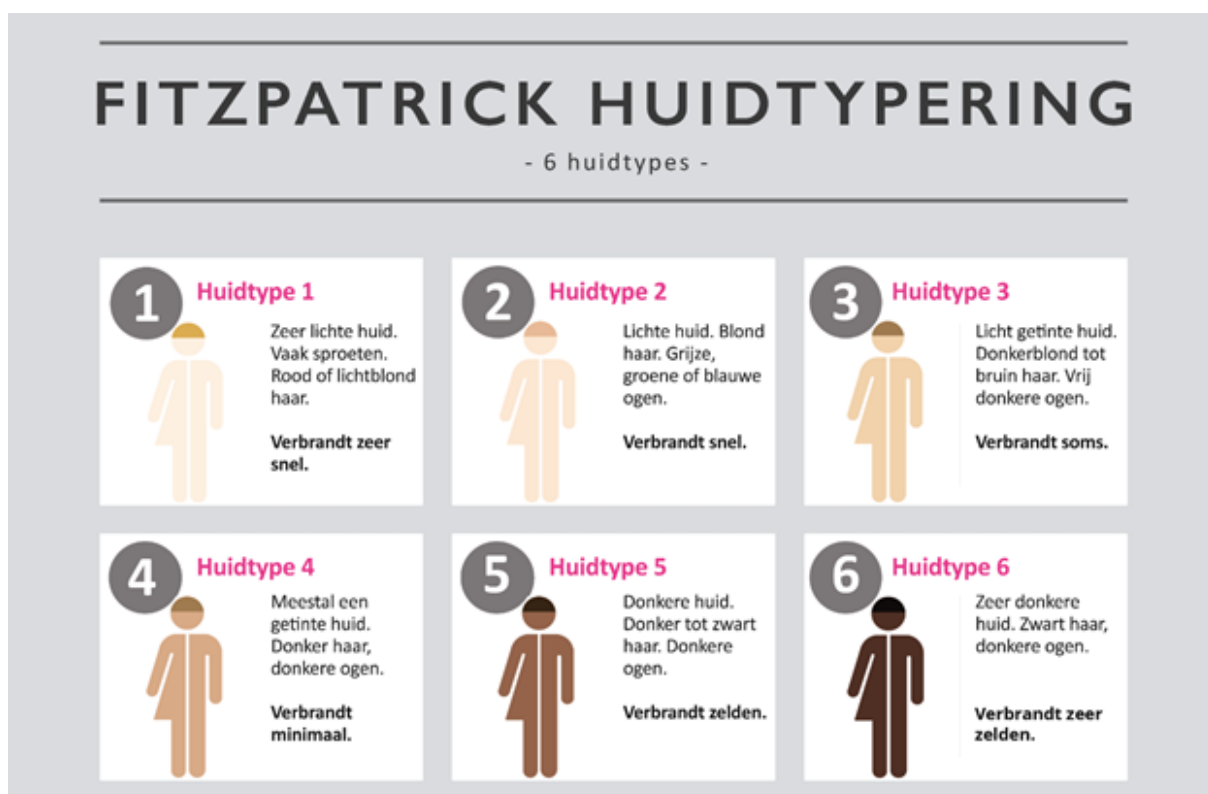 FITZPATRICK HUIDTYPERING
- 6 huidtypes -
1
Huidtype 1
Zeer lichte huid.
Vaak sproeten.
Rood of lichtblond
haar.
Verbrandt zeer
snel.
2
Huidtype 2
Lichte huid. Blond
haar. Grijze,
groene of blauwe
ogen.
Verbrandt snel.
3
Huidtype 3
Licht getinte huid.
Donkerblond tot
bruin haar. Vrij
donkere ogen.
Verbrandt soms.
4
Huidtype 4
Meestal een
getinte huid.
Donker haar,
donkere ogen.
Verbrandt
minimaal.
5
Huidtype 5
Donkere huid.
Donker tot zwart
haar. Donkere
ogen.
Verbrandt zelden.
6
Huidtype 6
Zeer donkere
huid. Zwart haar,
donkere ogen.
Verbrandt zeer
zelden.